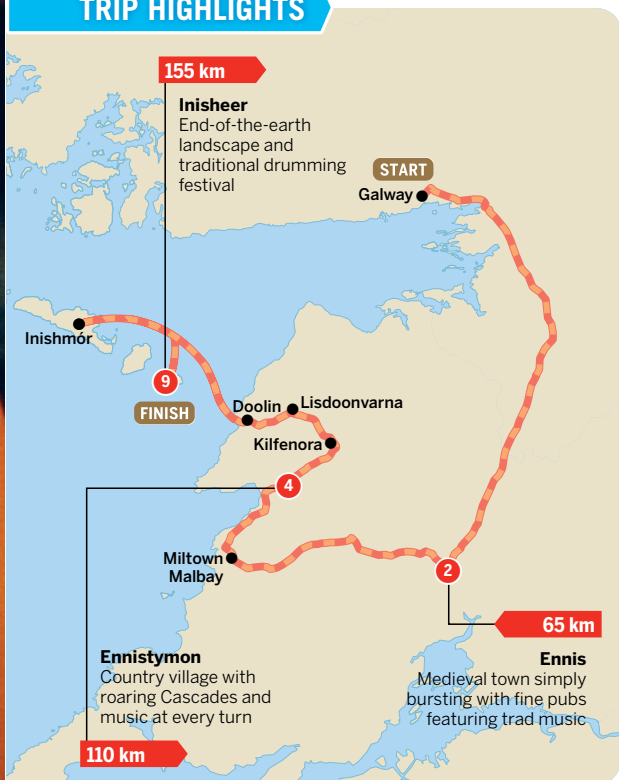 TRIP HIGHLIGHTS
155 km
Inisheer
End-of-the-earth
landscape and
traditional drumming
festival
START
Galway
Inishmór
9
FINISH
Doolin
Lisdoonvarna
Kilfenora
4
Miltown
Malbay
2
65 km
Ennis
Medieval town simply
bursting with fine pubs
featuring trad music
Ennistymon
Country village with
roaring Cascades and
music at every turn
110 km